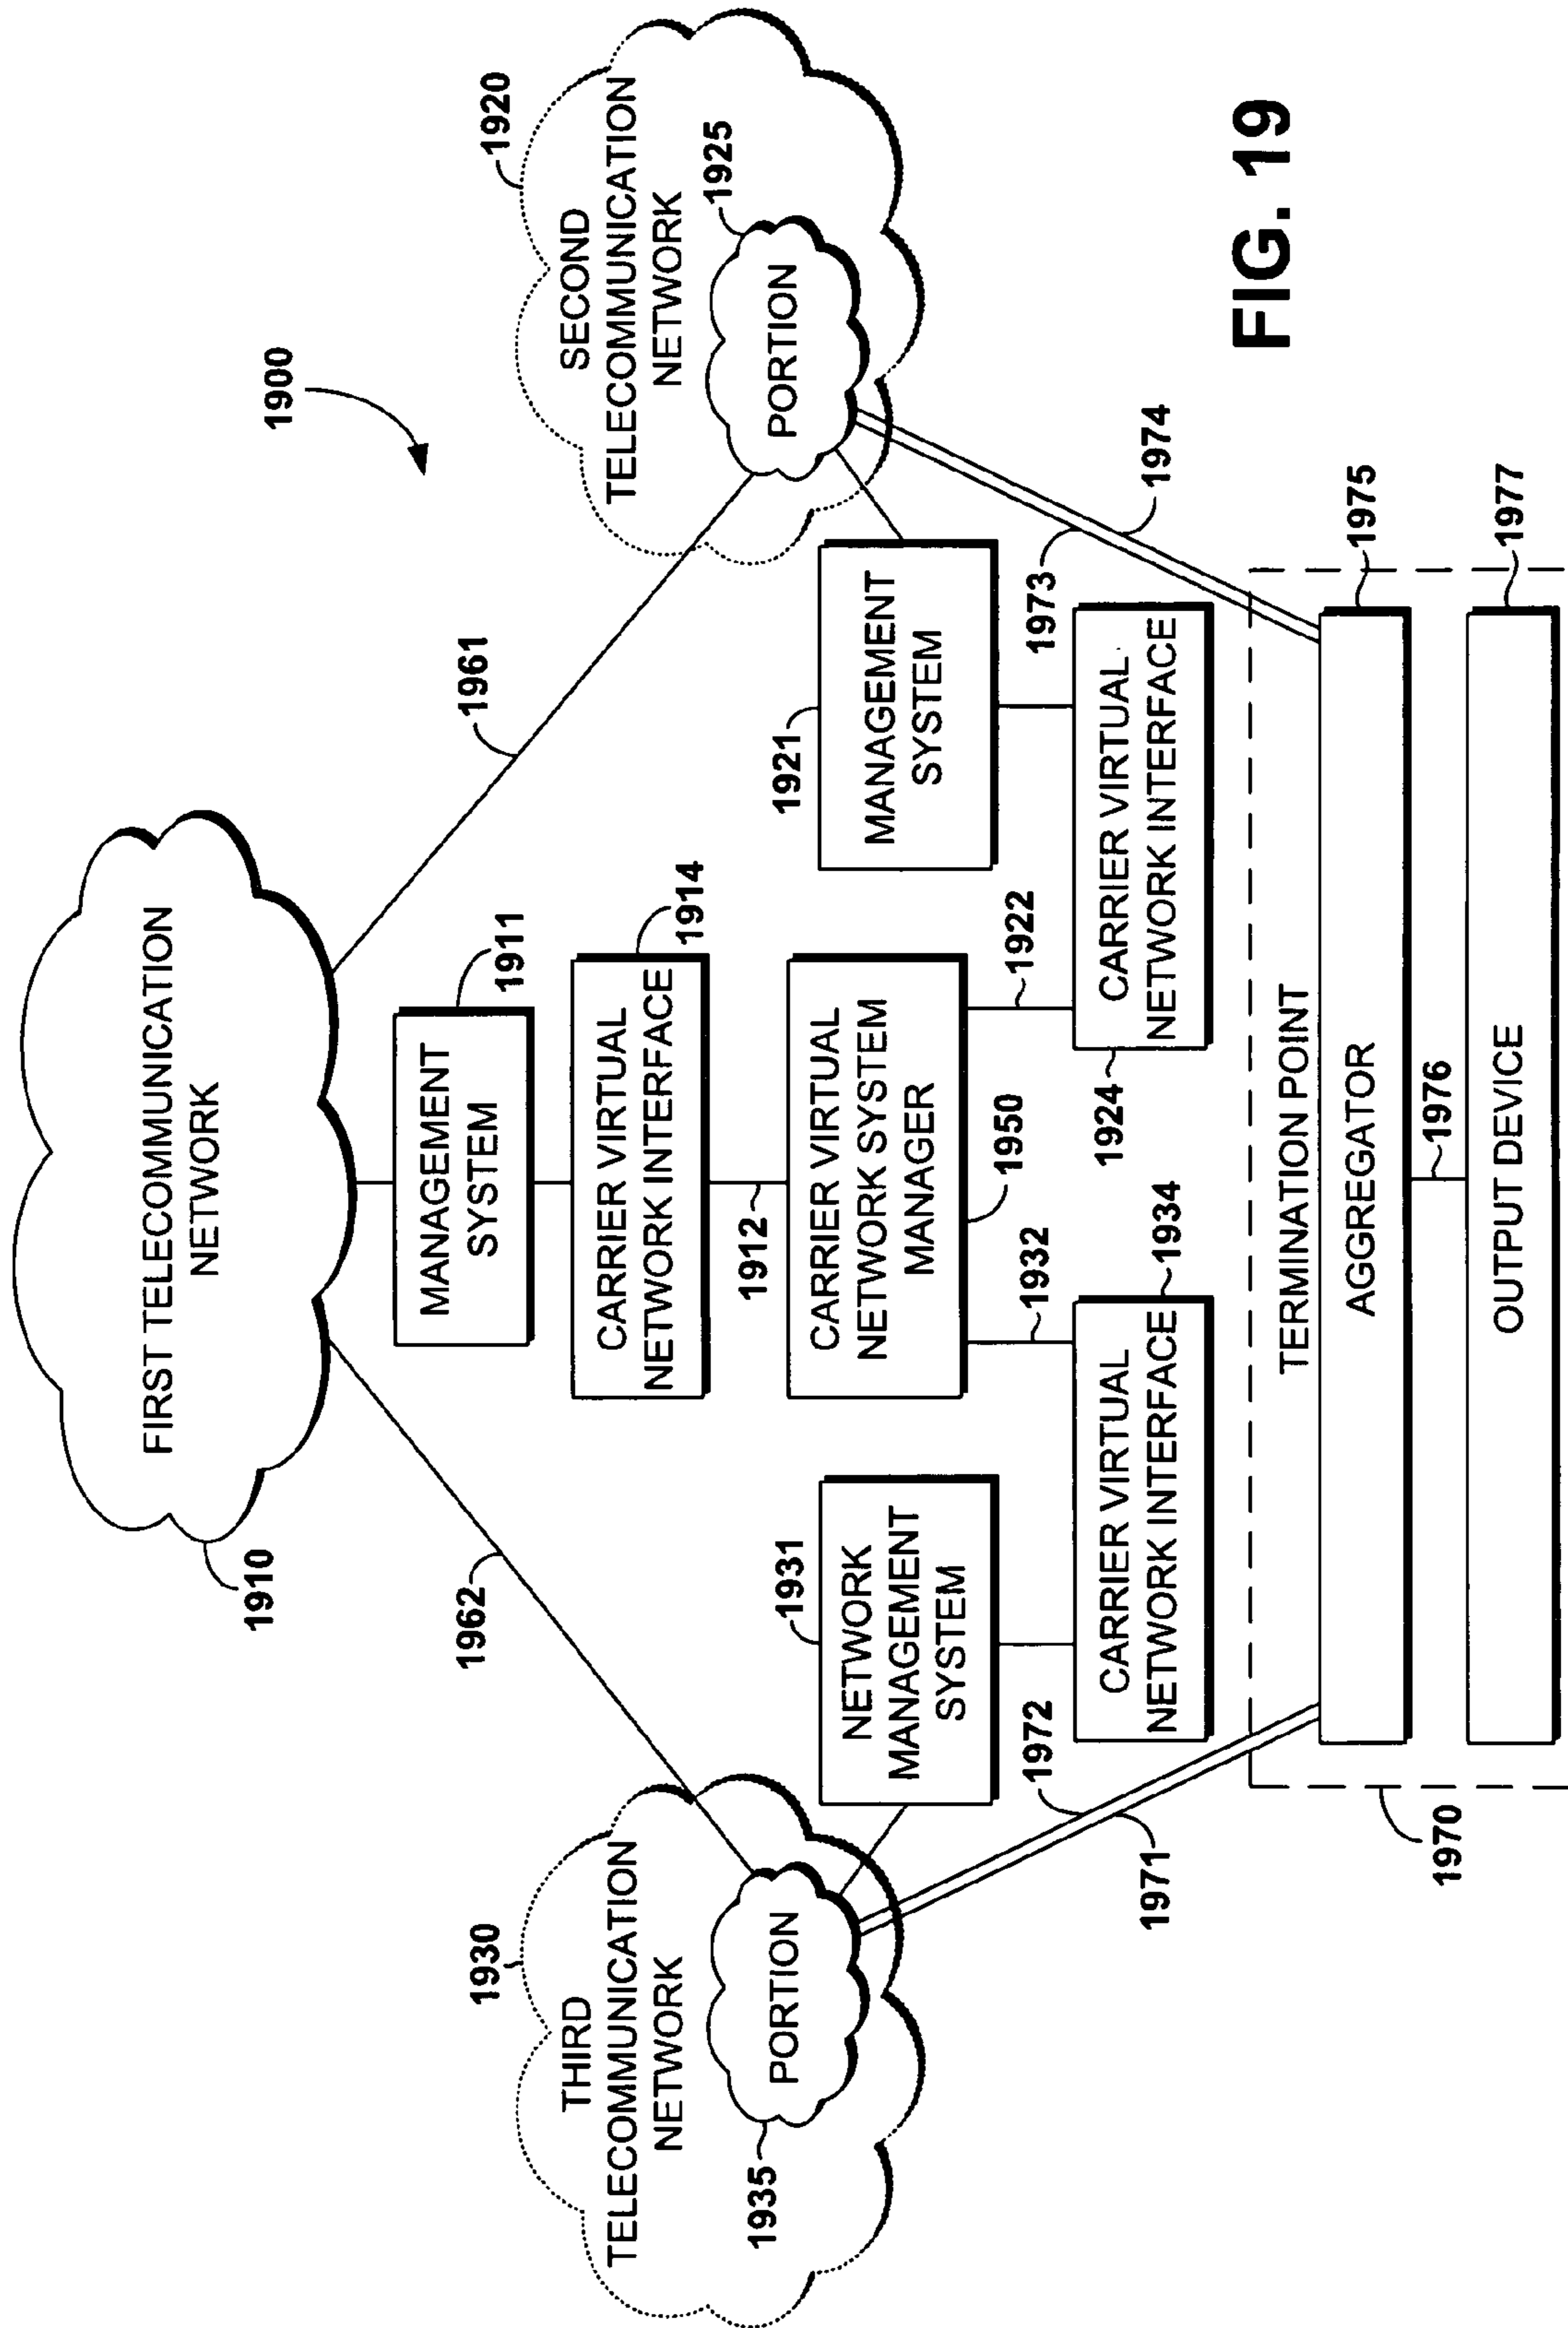 1900
FIRST TELECOMMUNICATION
NETWORK
1910
1962
1961
MANAGEMENT
SYSTEM
1911
CARRIER VIRTUAL
NETWORK INTERFACE
1914
1912
CARRIER VIRTUAL
NETWORK SYSTEM
MANAGER
1950
1932
1922
1930
THIRD
TELECOMMUNICATION
NETWORK
PORTION
1935
1931
NETWORK
MANAGEMENT
SYSTEM
CARRIER VIRTUAL
NETWORK INTERFACE
1934
1920
SECOND
TELECOMMUNICATION
NETWORK
1925
PORTION
1921
MANAGEMENT
SYSTEM
CARRIER VIRTUAL
NETWORK INTERFACE
1924
1972
1971
1973
1974
1970
TERMINATION POINT
AGGREGATOR
1975
1976
OUTPUT DEVICE
1977
FIG. 19